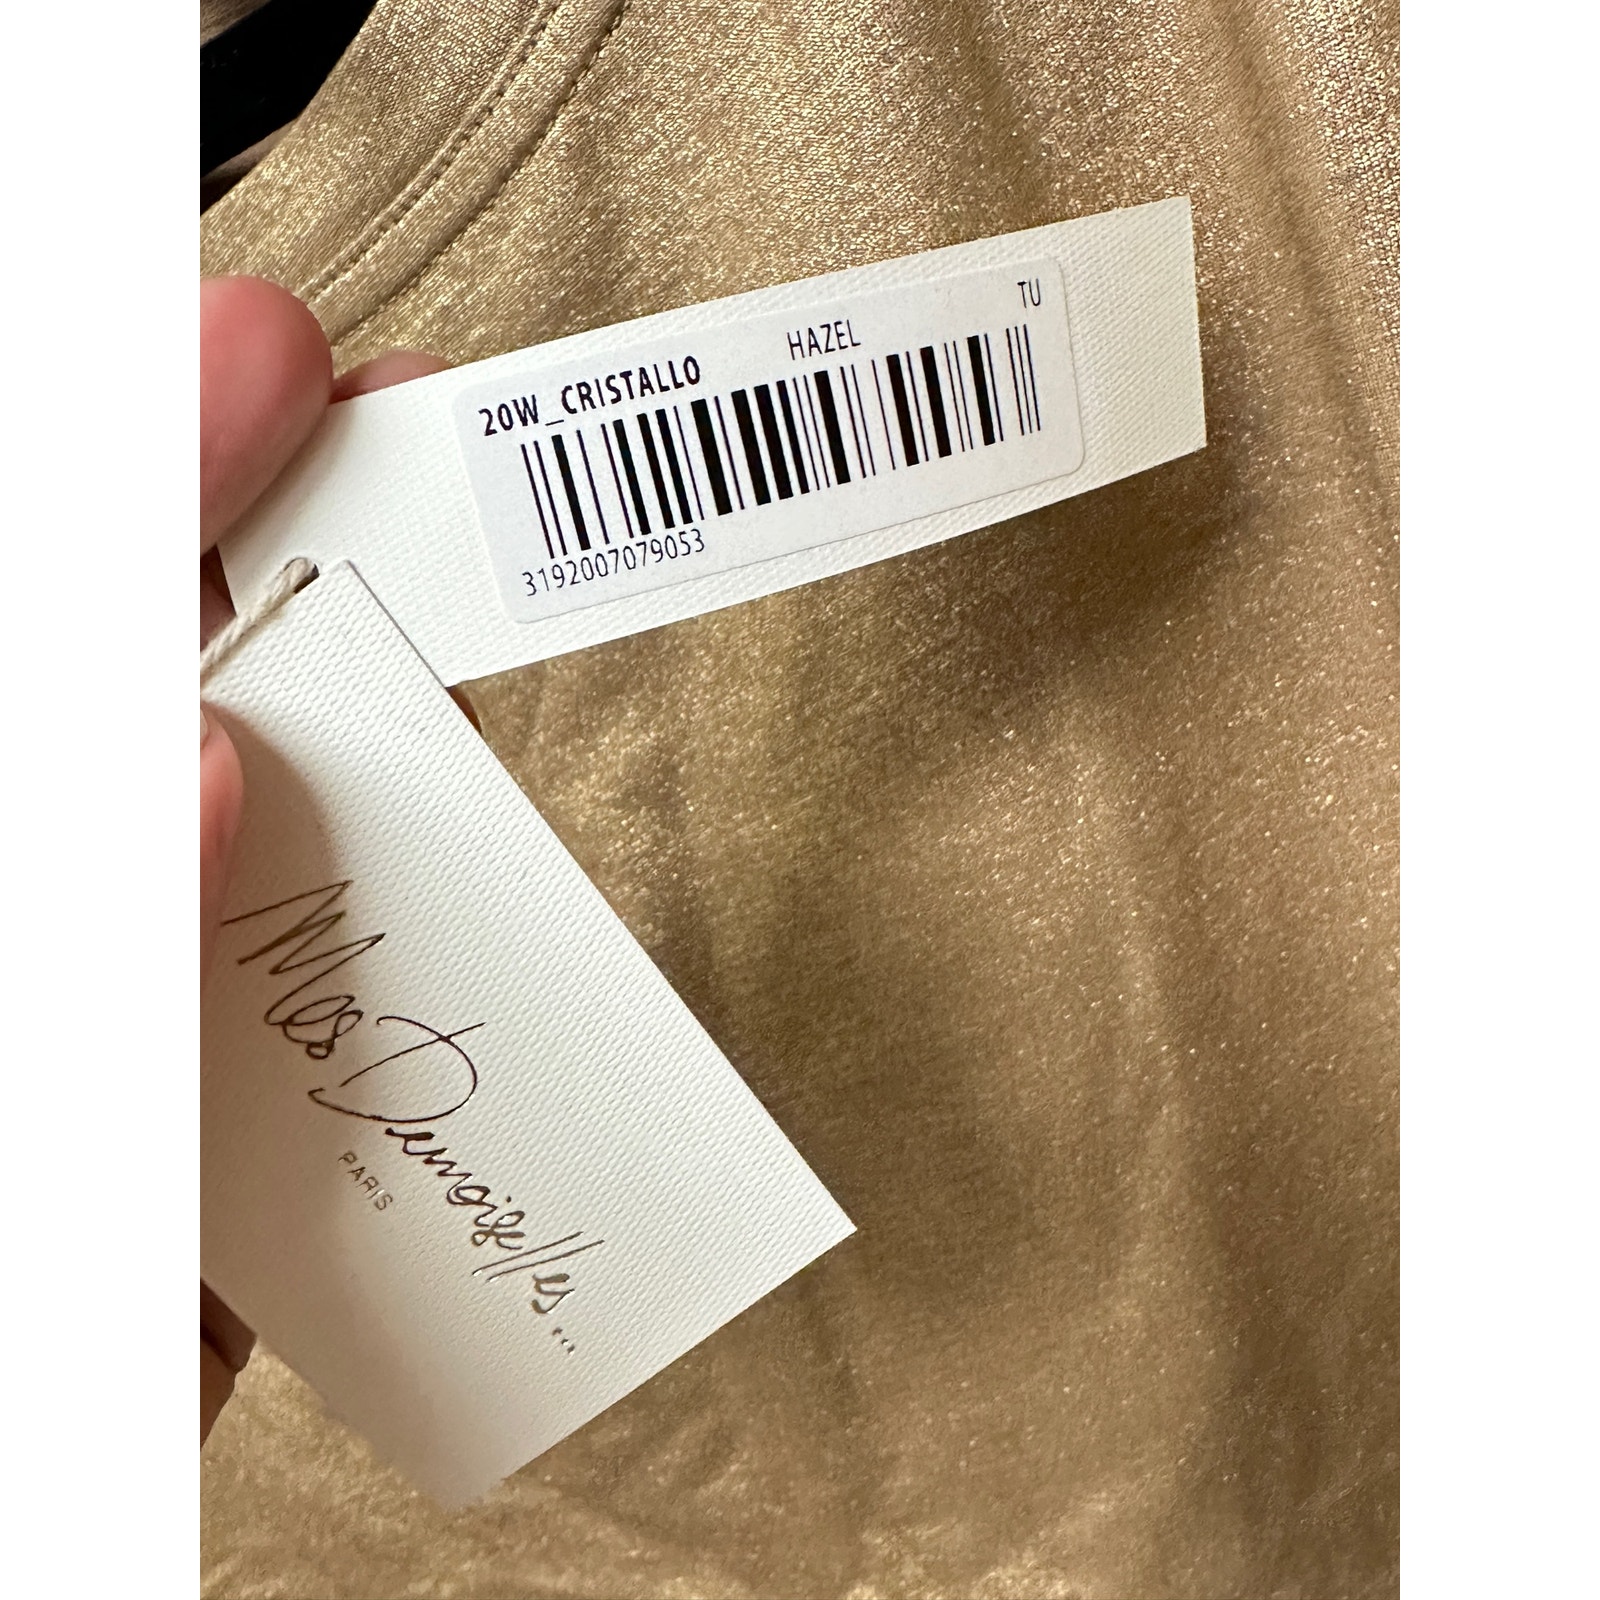 20W_CRISTALLO HAZEL TU
3192007079053
Mes Demoiselles...
PARIS